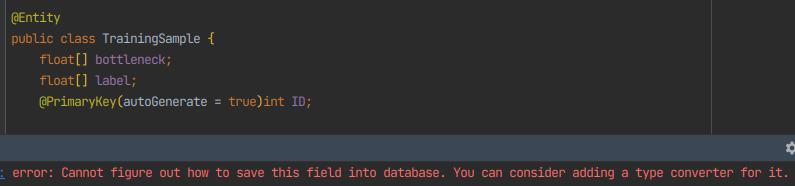 @Entity
public class TrainingSample {
float[] bottleneck;
float[] label;
@PrimaryKey(autoGenerate = true)int ID;
: error: Cannot figure out how to save this field into database. You can consider adding a type converter for it.